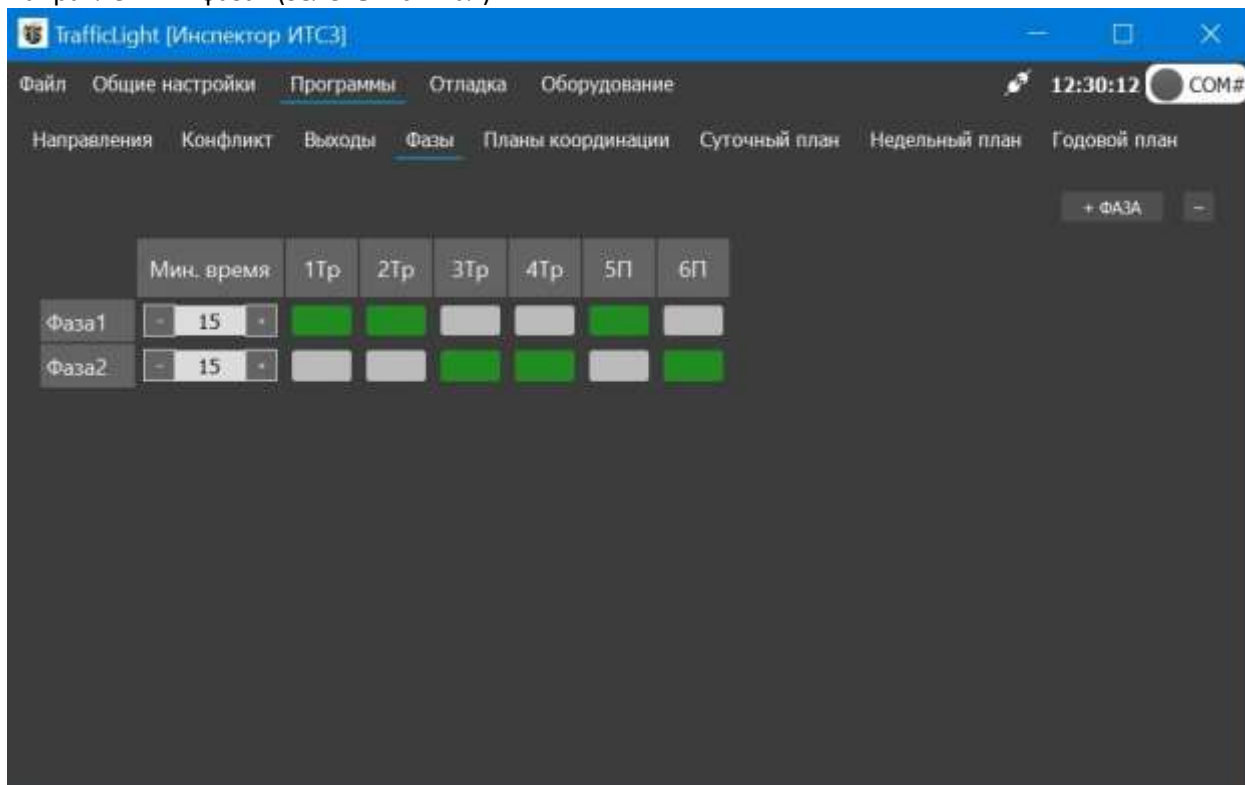 TrafficLight [Инспектор ИТС3]
Файл Общие настройки Программы Отладка Оборудование 12:30:12 COM#
Направления Конфликт Выходы Фазы Планы координации Суточный план Недельный план Годовой план
+ ФАЗА −
Мин. время 1Тр 2Тр 3Тр 4Тр 5П 6П
Фаза1 - 15 +
Фаза2 - 15 +